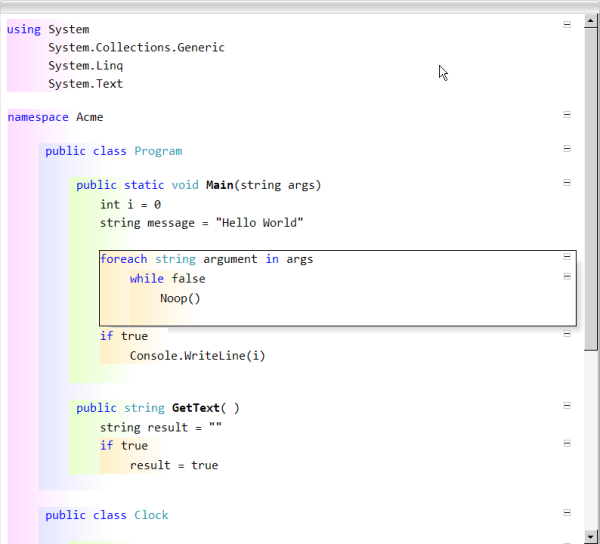 using System
System.Collections.Generic
System.Linq
System.Text
namespace Acme
public class Program
public static void Main(string args)
int i = 0
string message = "Hello World"
foreach string argument in args
while false
Noop()
if true
Console.WriteLine(i)
public string GetText( )
string result = ""
if true
result = true
public class Clock